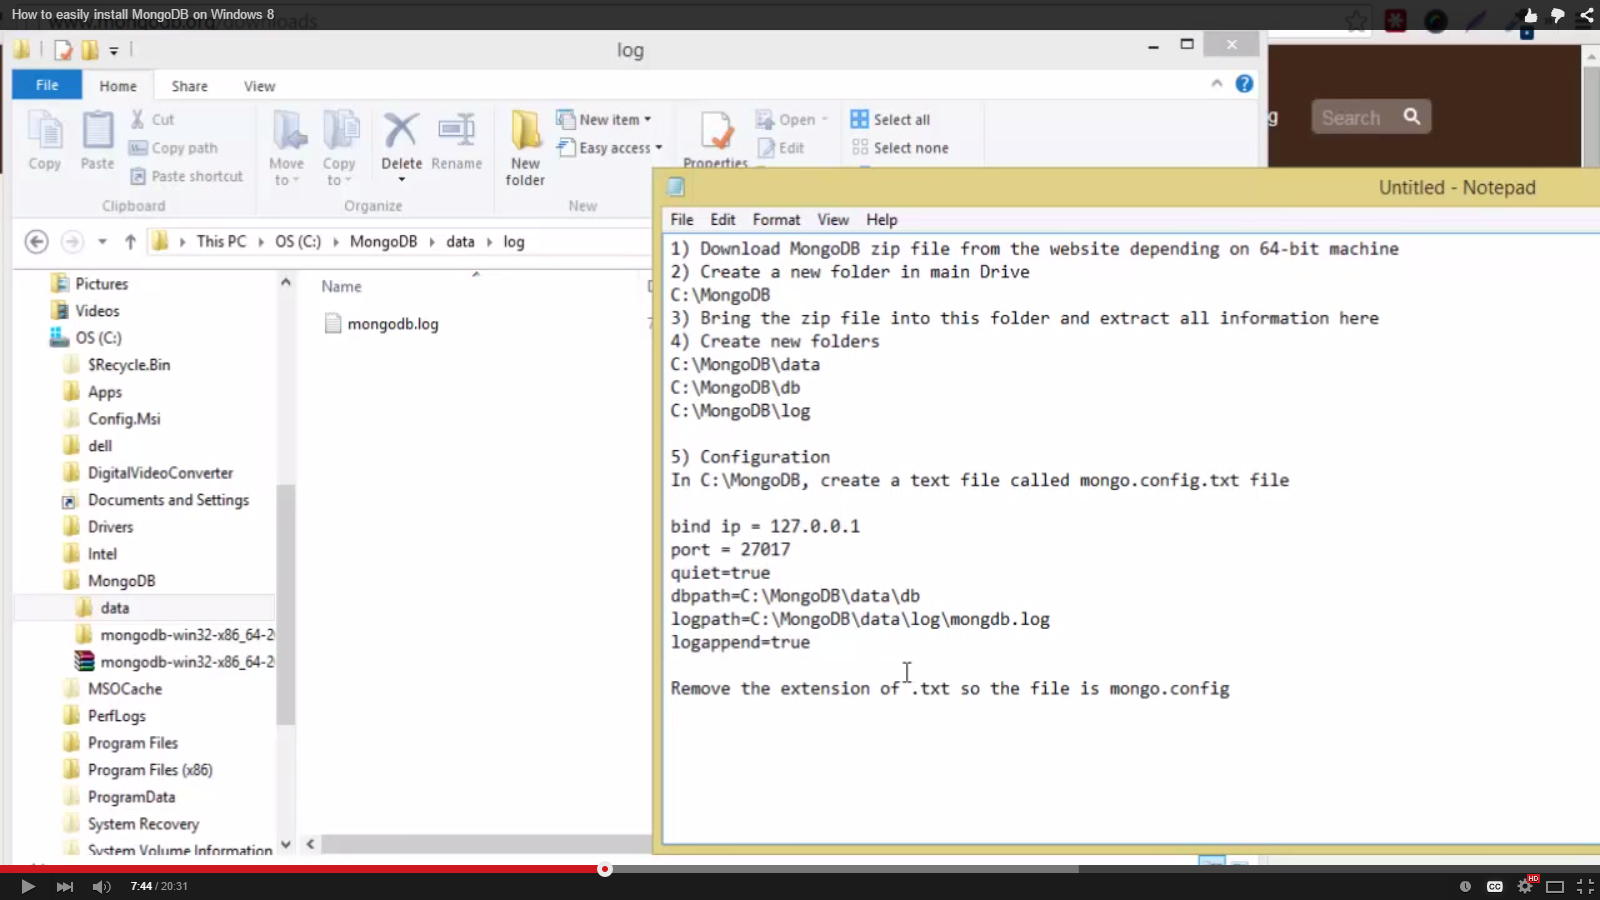 How to easily install MongoDB on Windows 8
log
File Home Share View
Copy
Paste
Cut
Copy path
Paste shortcut
Clipboard
Move to
Copy to
Delete
Rename
Organize
New folder
New item
Easy access
New
Properties
Open
Edit
Select all
Select none
Search
This PC OS (C:) MongoDB data log
Pictures
Videos
OS (C:)
$Recycle.Bin
Apps
Config.Msi
dell
DigitalVideoConverter
Documents and Settings
Drivers
Intel
MongoDB
data
mongodb-win32-x86_64-2
mongodb-win32-x86_64-2
MSOCache
PerfLogs
Program Files
Program Files (x86)
ProgramData
System Recovery
System Volume Information
Name
mongodb.log
Untitled - Notepad
File Edit Format View Help
1) Download MongoDB zip file from the website depending on 64-bit machine
2) Create a new folder in main Drive
C:\MongoDB
3) Bring the zip file into this folder and extract all information here
4) Create new folders
C:\MongoDB\data
C:\MongoDB\db
C:\MongoDB\log
5) Configuration
In C:\MongoDB, create a text file called mongo.config.txt file
bind ip = 127.0.0.1
port = 27017
quiet=true
dbpath=C:\MongoDB\data\db
logpath=C:\MongoDB\data\log\mongdb.log
logappend=true
Remove the extension of .txt so the file is mongo.config
7:44 / 20:31
CC
HD